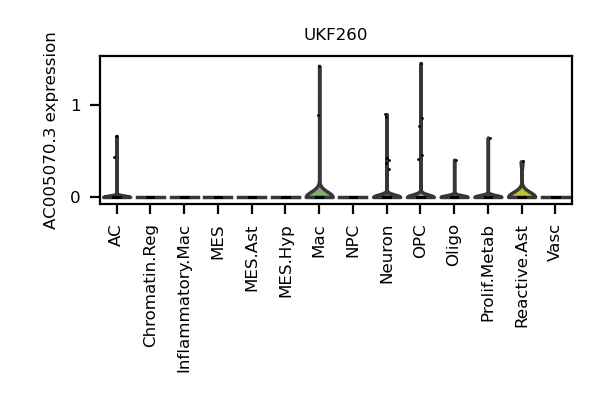 UKF260
AC005070.3 expression
1
0
AC
Chromatin.Reg
Inflammatory.Mac
MES
MES.Ast
MES.Hyp
Mac
NPC
Neuron
OPC
Oligo
Prolif.Metab
Reactive.Ast
Vasc